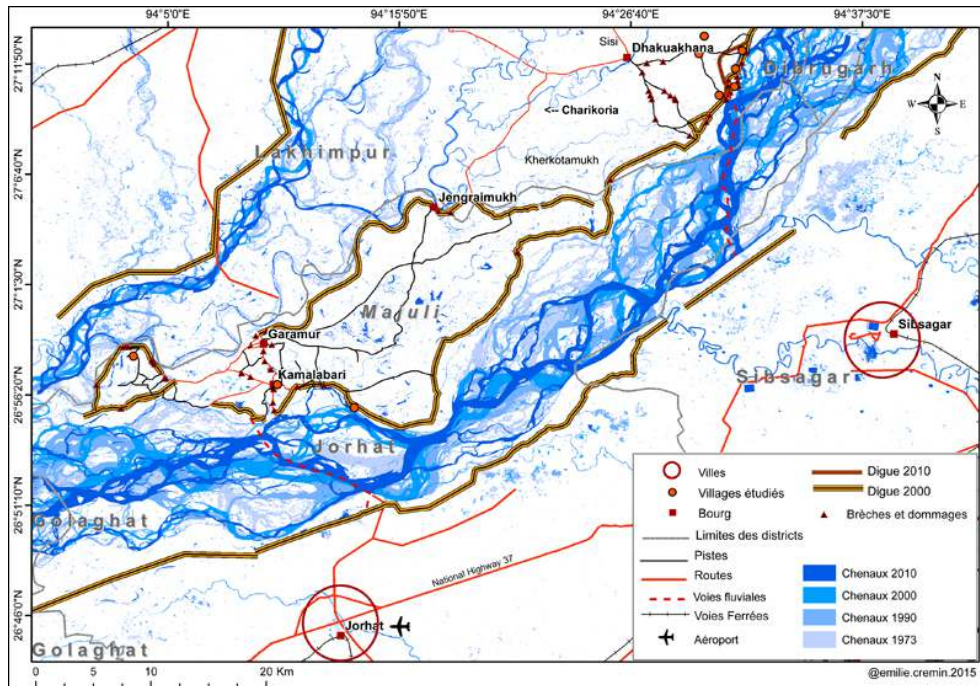 94°5'0"E 94°15'50"E 94°26'40"E 94°37'30"E
27°11'50"N
27°6'40"N
27°1'30"N
26°56'20"N
26°51'10"N
26°46'0"N
Sisi
Dhakuakhana
Djbrugarh
N
W E
S
<-- Charikoria
Lakhimpur
Kherkotamukh
Jengraimukh
Majuli
Garamur
Sibsagar
Kamalabari
Sibsagar
Jorhat
Golaghat
National Highway 37
Jorhat
Golaghat
Villes
Villages étudiés
Bourg
Limites des districts
Pistes
Routes
Voies fluviales
Voies Ferrées
Aéroport
Digue 2010
Digue 2000
Brèches et dommages
Chenaux 2010
Chenaux 2000
Chenaux 1990
Chenaux 1973
0 5 10 20 Km
@emilie.cremin.2015